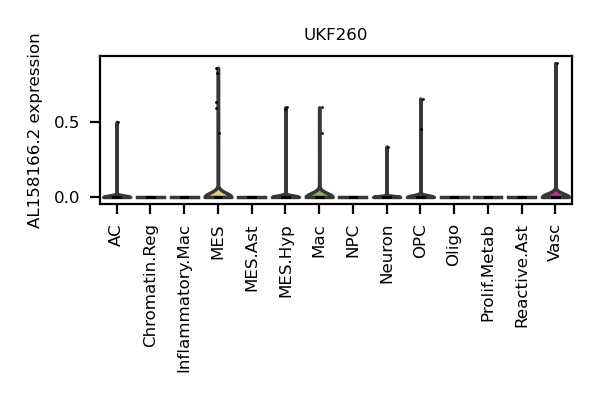 UKF260
AL158166.2 expression
0.5
0.0
AC
Chromatin.Reg
Inflammatory.Mac
MES
MES.Ast
MES.Hyp
Mac
NPC
Neuron
OPC
Oligo
Prolif.Metab
Reactive.Ast
Vasc